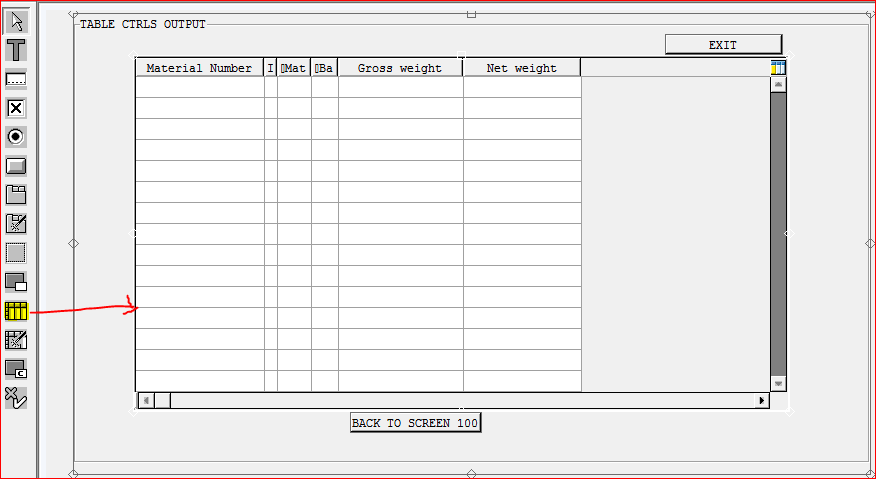 TABLE CTRLS OUTPUT
EXIT
Material Number I Mat Ba Gross weight Net weight
BACK TO SCREEN 100